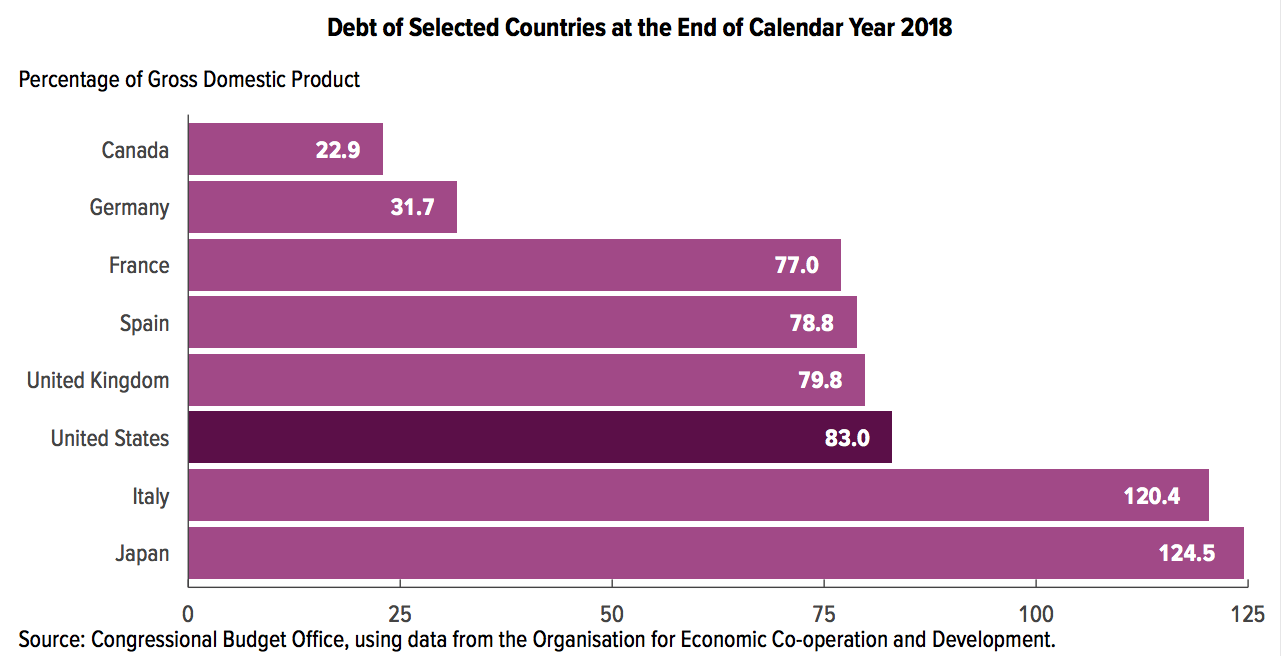 Debt of Selected Countries at the End of Calendar Year 2018
Percentage of Gross Domestic Product
Canada 22.9
Germany 31.7
France 77.0
Spain 78.8
United Kingdom 79.8
United States 83.0
Italy 120.4
Japan 124.5
0 25 50 75 100 125
Source: Congressional Budget Office, using data from the Organisation for Economic Co-operation and Development.